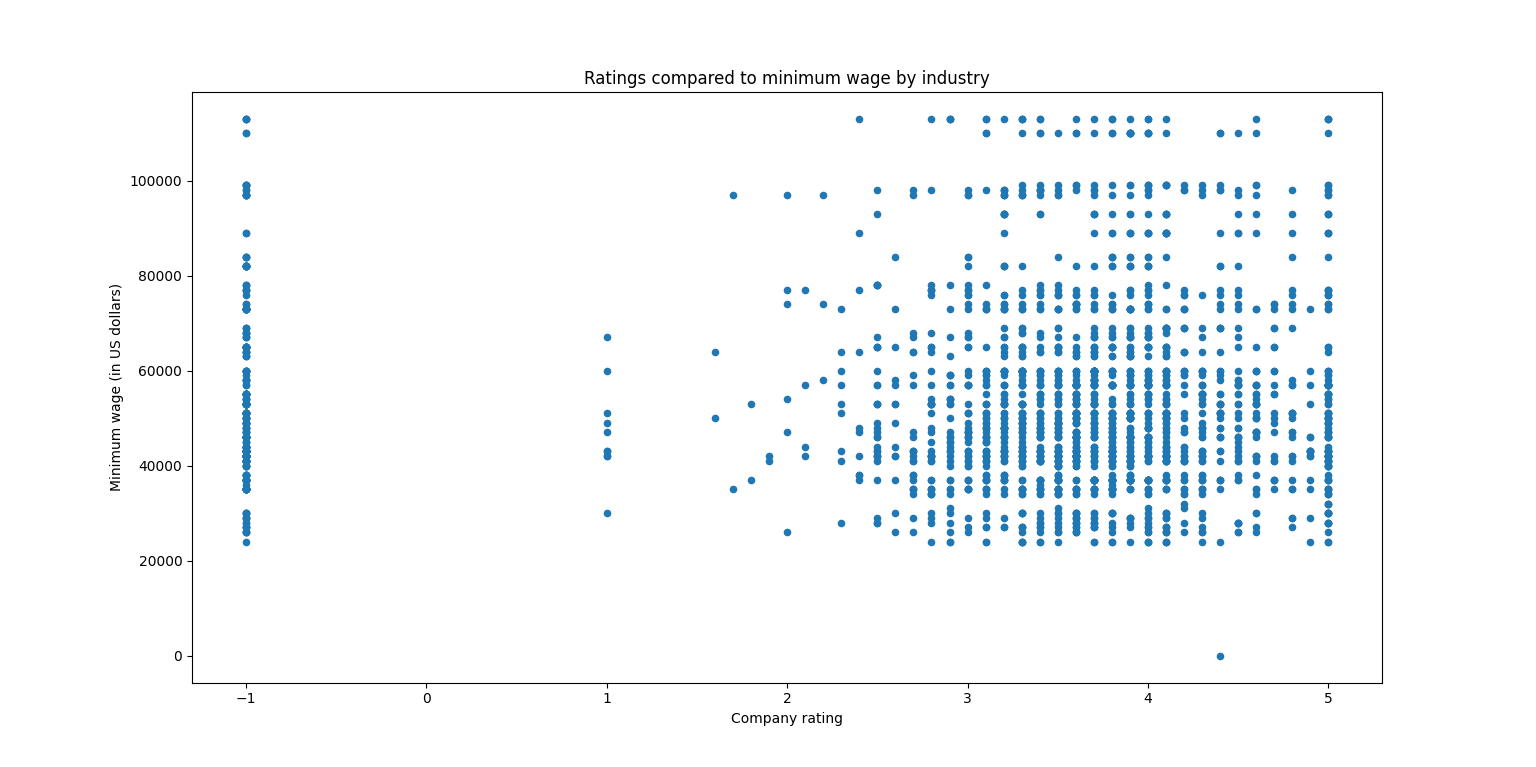 Ratings compared to minimum wage by industry
100000
80000
60000
40000
20000
0
Minimum wage (in US dollars)
−1 0 1 2 3 4 5
Company rating